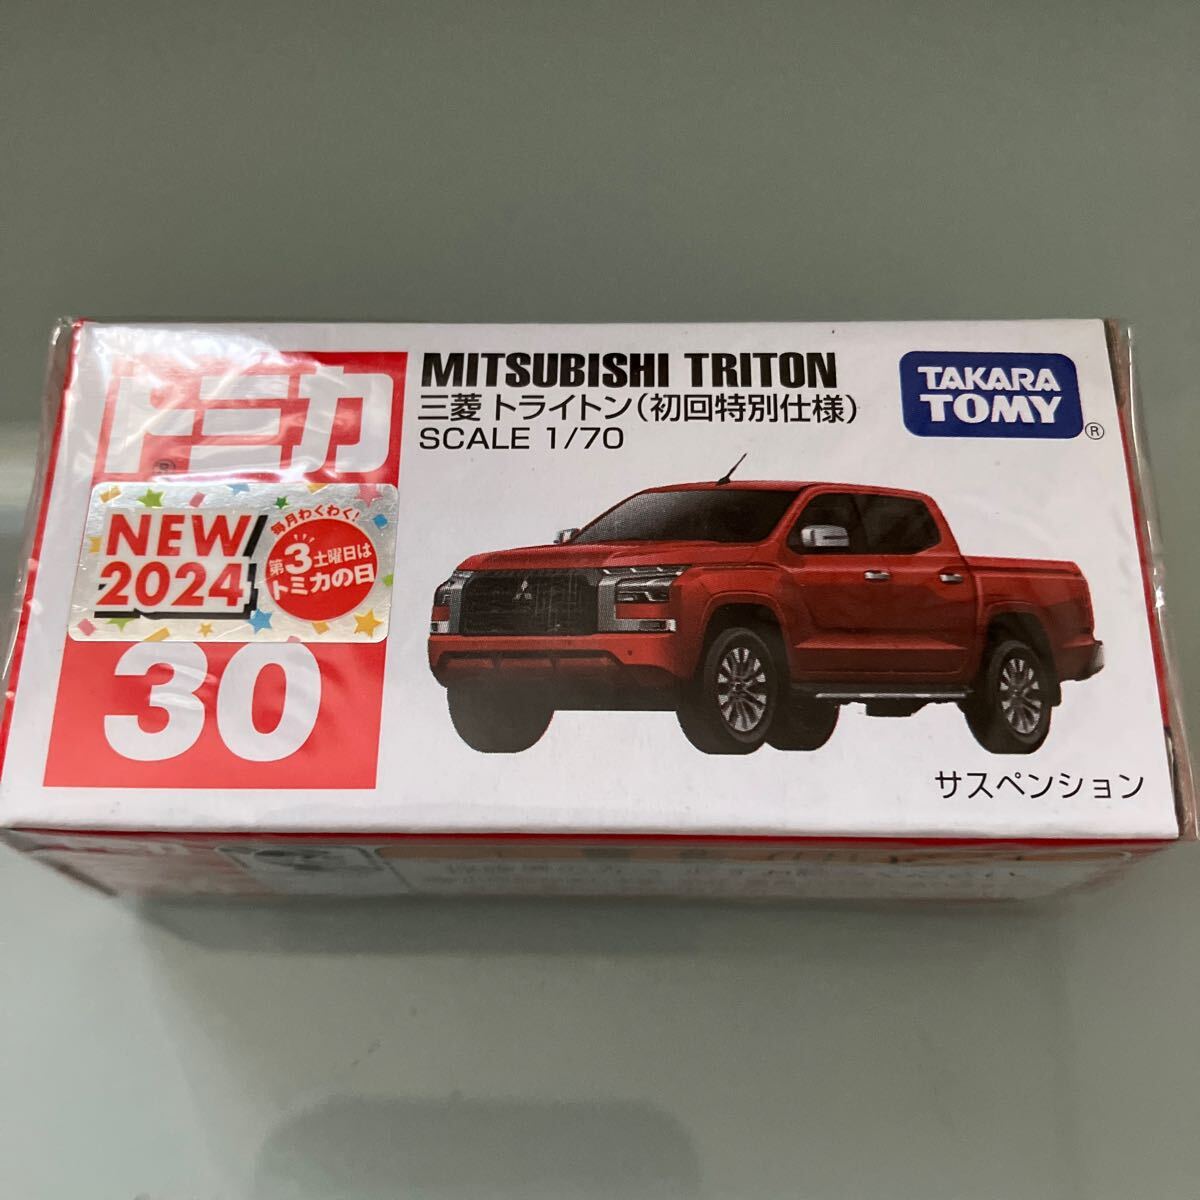 トミカ
®
NEW
2024
毎月わくわく!
第3土曜日は
トミカの日
30
MITSUBISHI TRITON
三菱 トライトン(初回特別仕様)
SCALE 1/70
TAKARA
TOMY
®
サスペンション